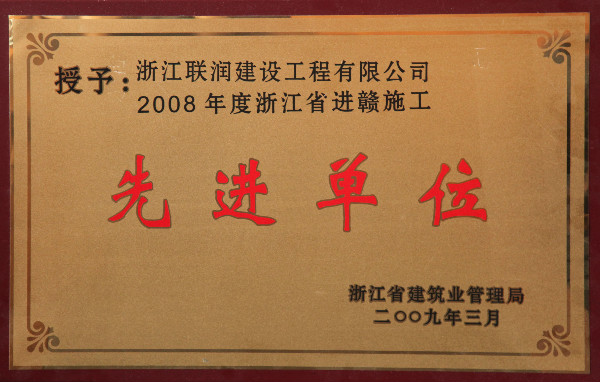 授予：浙江联润建设工程有限公司
2008年度浙江省进赣施工
先进单位
浙江省建筑业管理局
二〇〇九年三月